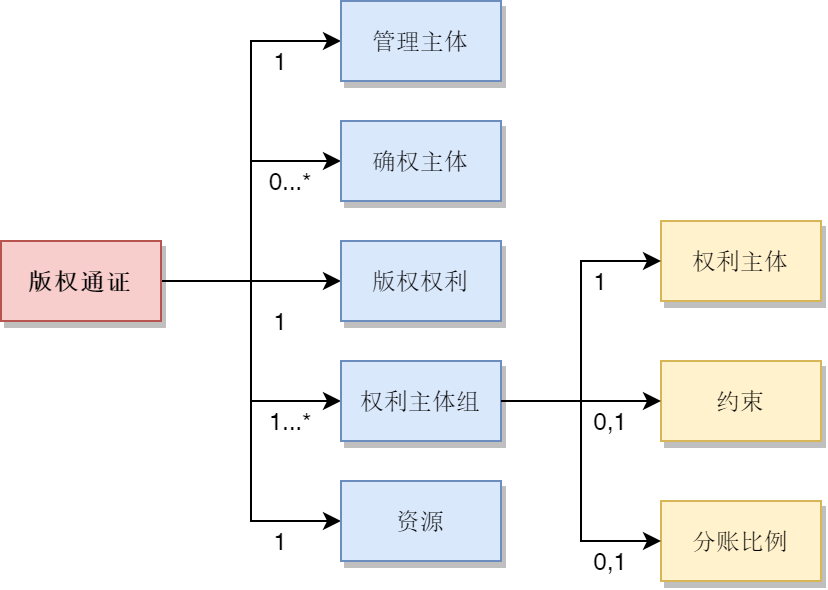 管理主体
1
确权主体
0...*
版权通证
版权权利
1
权利主体组
1...*
资源
1
权利主体
1
约束
0,1
分账比例
0,1